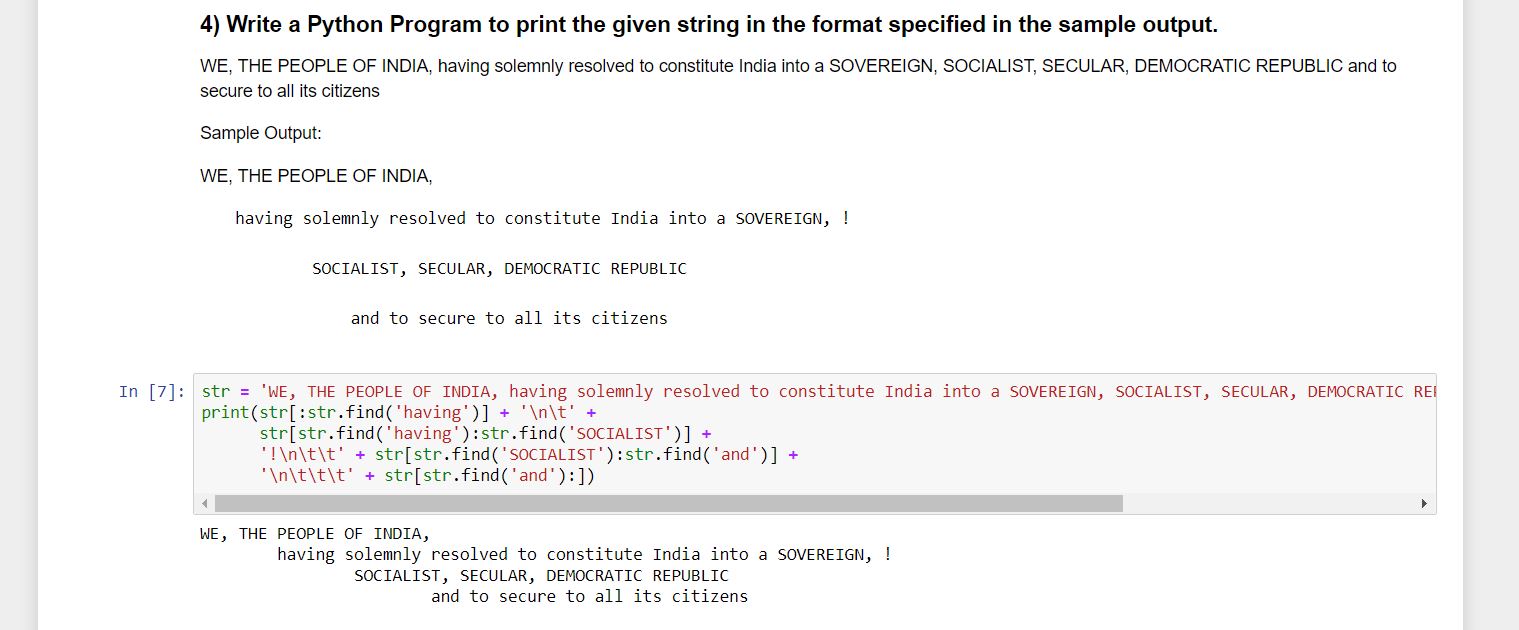 4) Write a Python Program to print the given string in the format specified in the sample output.
WE, THE PEOPLE OF INDIA, having solemnly resolved to constitute India into a SOVEREIGN, SOCIALIST, SECULAR, DEMOCRATIC REPUBLIC and to
secure to all its citizens
Sample Output:
WE, THE PEOPLE OF INDIA,
having solemnly resolved to constitute India into a SOVEREIGN, !
SOCIALIST, SECULAR, DEMOCRATIC REPUBLIC
and to secure to all its citizens
In [7]: str = 'WE, THE PEOPLE OF INDIA, having solemnly resolved to constitute India into a SOVEREIGN, SOCIALIST, SECULAR, DEMOCRATIC
print(str[:str.find('having')] + '\n\t' +
str[str.find('having'):str.find('SOCIALIST')] +
'!\n\t\t' + str[str.find('SOCIALIST'):str.find('and')] +
'\n\t\t\t' + str[str.find('and'):])
WE, THE PEOPLE OF INDIA,
having solemnly resolved to constitute India into a SOVEREIGN, !
SOCIALIST, SECULAR, DEMOCRATIC REPUBLIC
and to secure to all its citizens